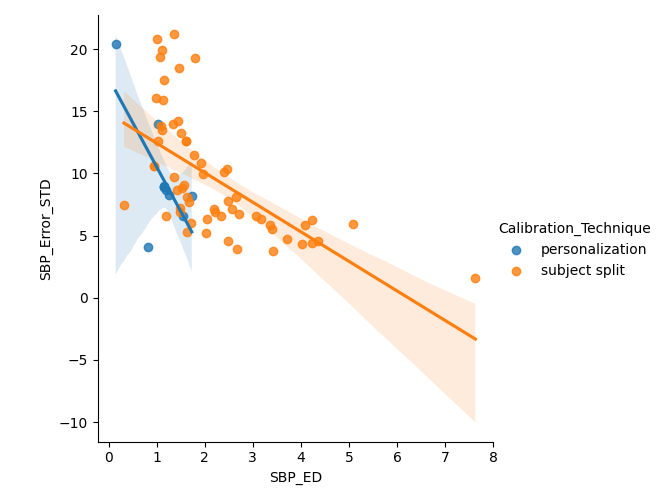 20
15
10
5
0
−5
−10
SBP_Error_STD
0 1 2 3 4 5 6 7 8
SBP_ED
Calibration_Technique
personalization
subject split